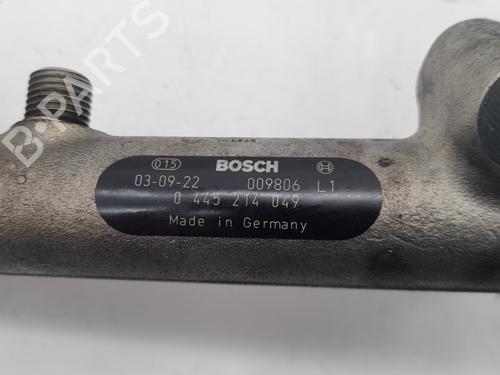 015 BOSCH
03-09-22 009806 L1
0 445 214 049
Made in Germany
B-PARTS